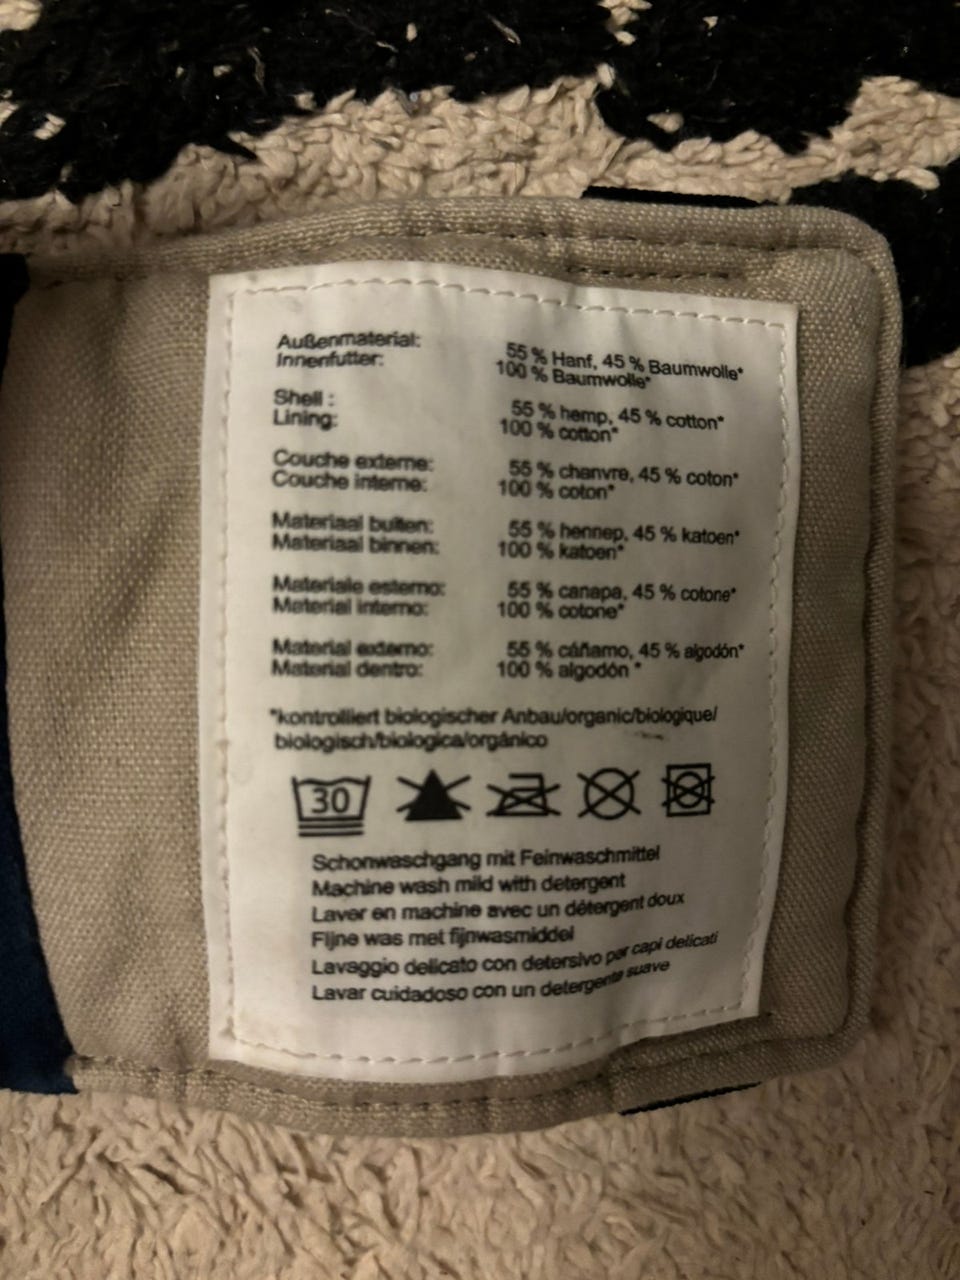 Außenmaterial: 55 % Hanf, 45 % Baumwolle*
Innenfutter: 100 % Baumwolle*
Shell : 55 % hemp, 45 % cotton*
Lining: 100 % cotton*
Couche externe: 55 % chanvre, 45 % coton*
Couche interne: 100 % coton*
Materiaal buiten: 55 % hennep, 45 % katoen*
Materiaal binnen: 100 % katoen*
Materiale esterno: 55 % canapa, 45 % cotone*
Material interno: 100 % cotone*
Material externo: 55 % cáñamo, 45 % algodón*
Material dentro: 100 % algodón *
*kontrolliert biologischer Anbau/organic/biologique/
biologisch/biologica/orgánico
30
Schonwaschgang mit Feinwaschmittel
Machine wash mild with detergent
Laver en machine avec un détergent doux
Fijne was met fijnwasmiddel
Lavaggio delicato con detersivo par capi delicati
Lavar cuidadoso con un detergente suave